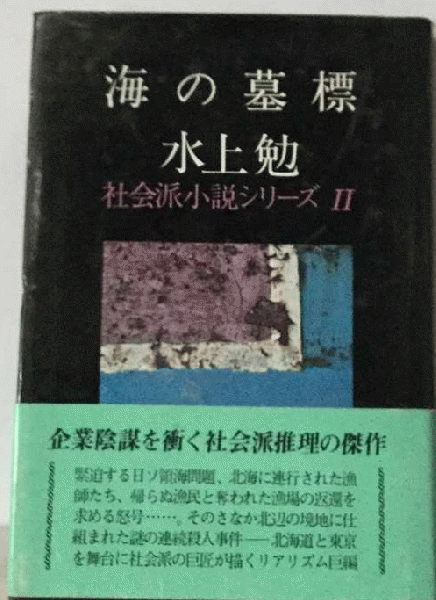 海の墓標
水上勉
社会派小説シリーズ II
企業陰謀を衝く社会派推理の傑作
緊迫する日ソ領海問題、北海に連行された漁
師たち、帰らぬ漁民と奪われた漁場の返還を
求める怒号……。そのさなか北辺の境地に仕
組まれた謎の連続殺人事件——北海道と東京
を舞台に社会派の巨匠が描くリアリズム巨編